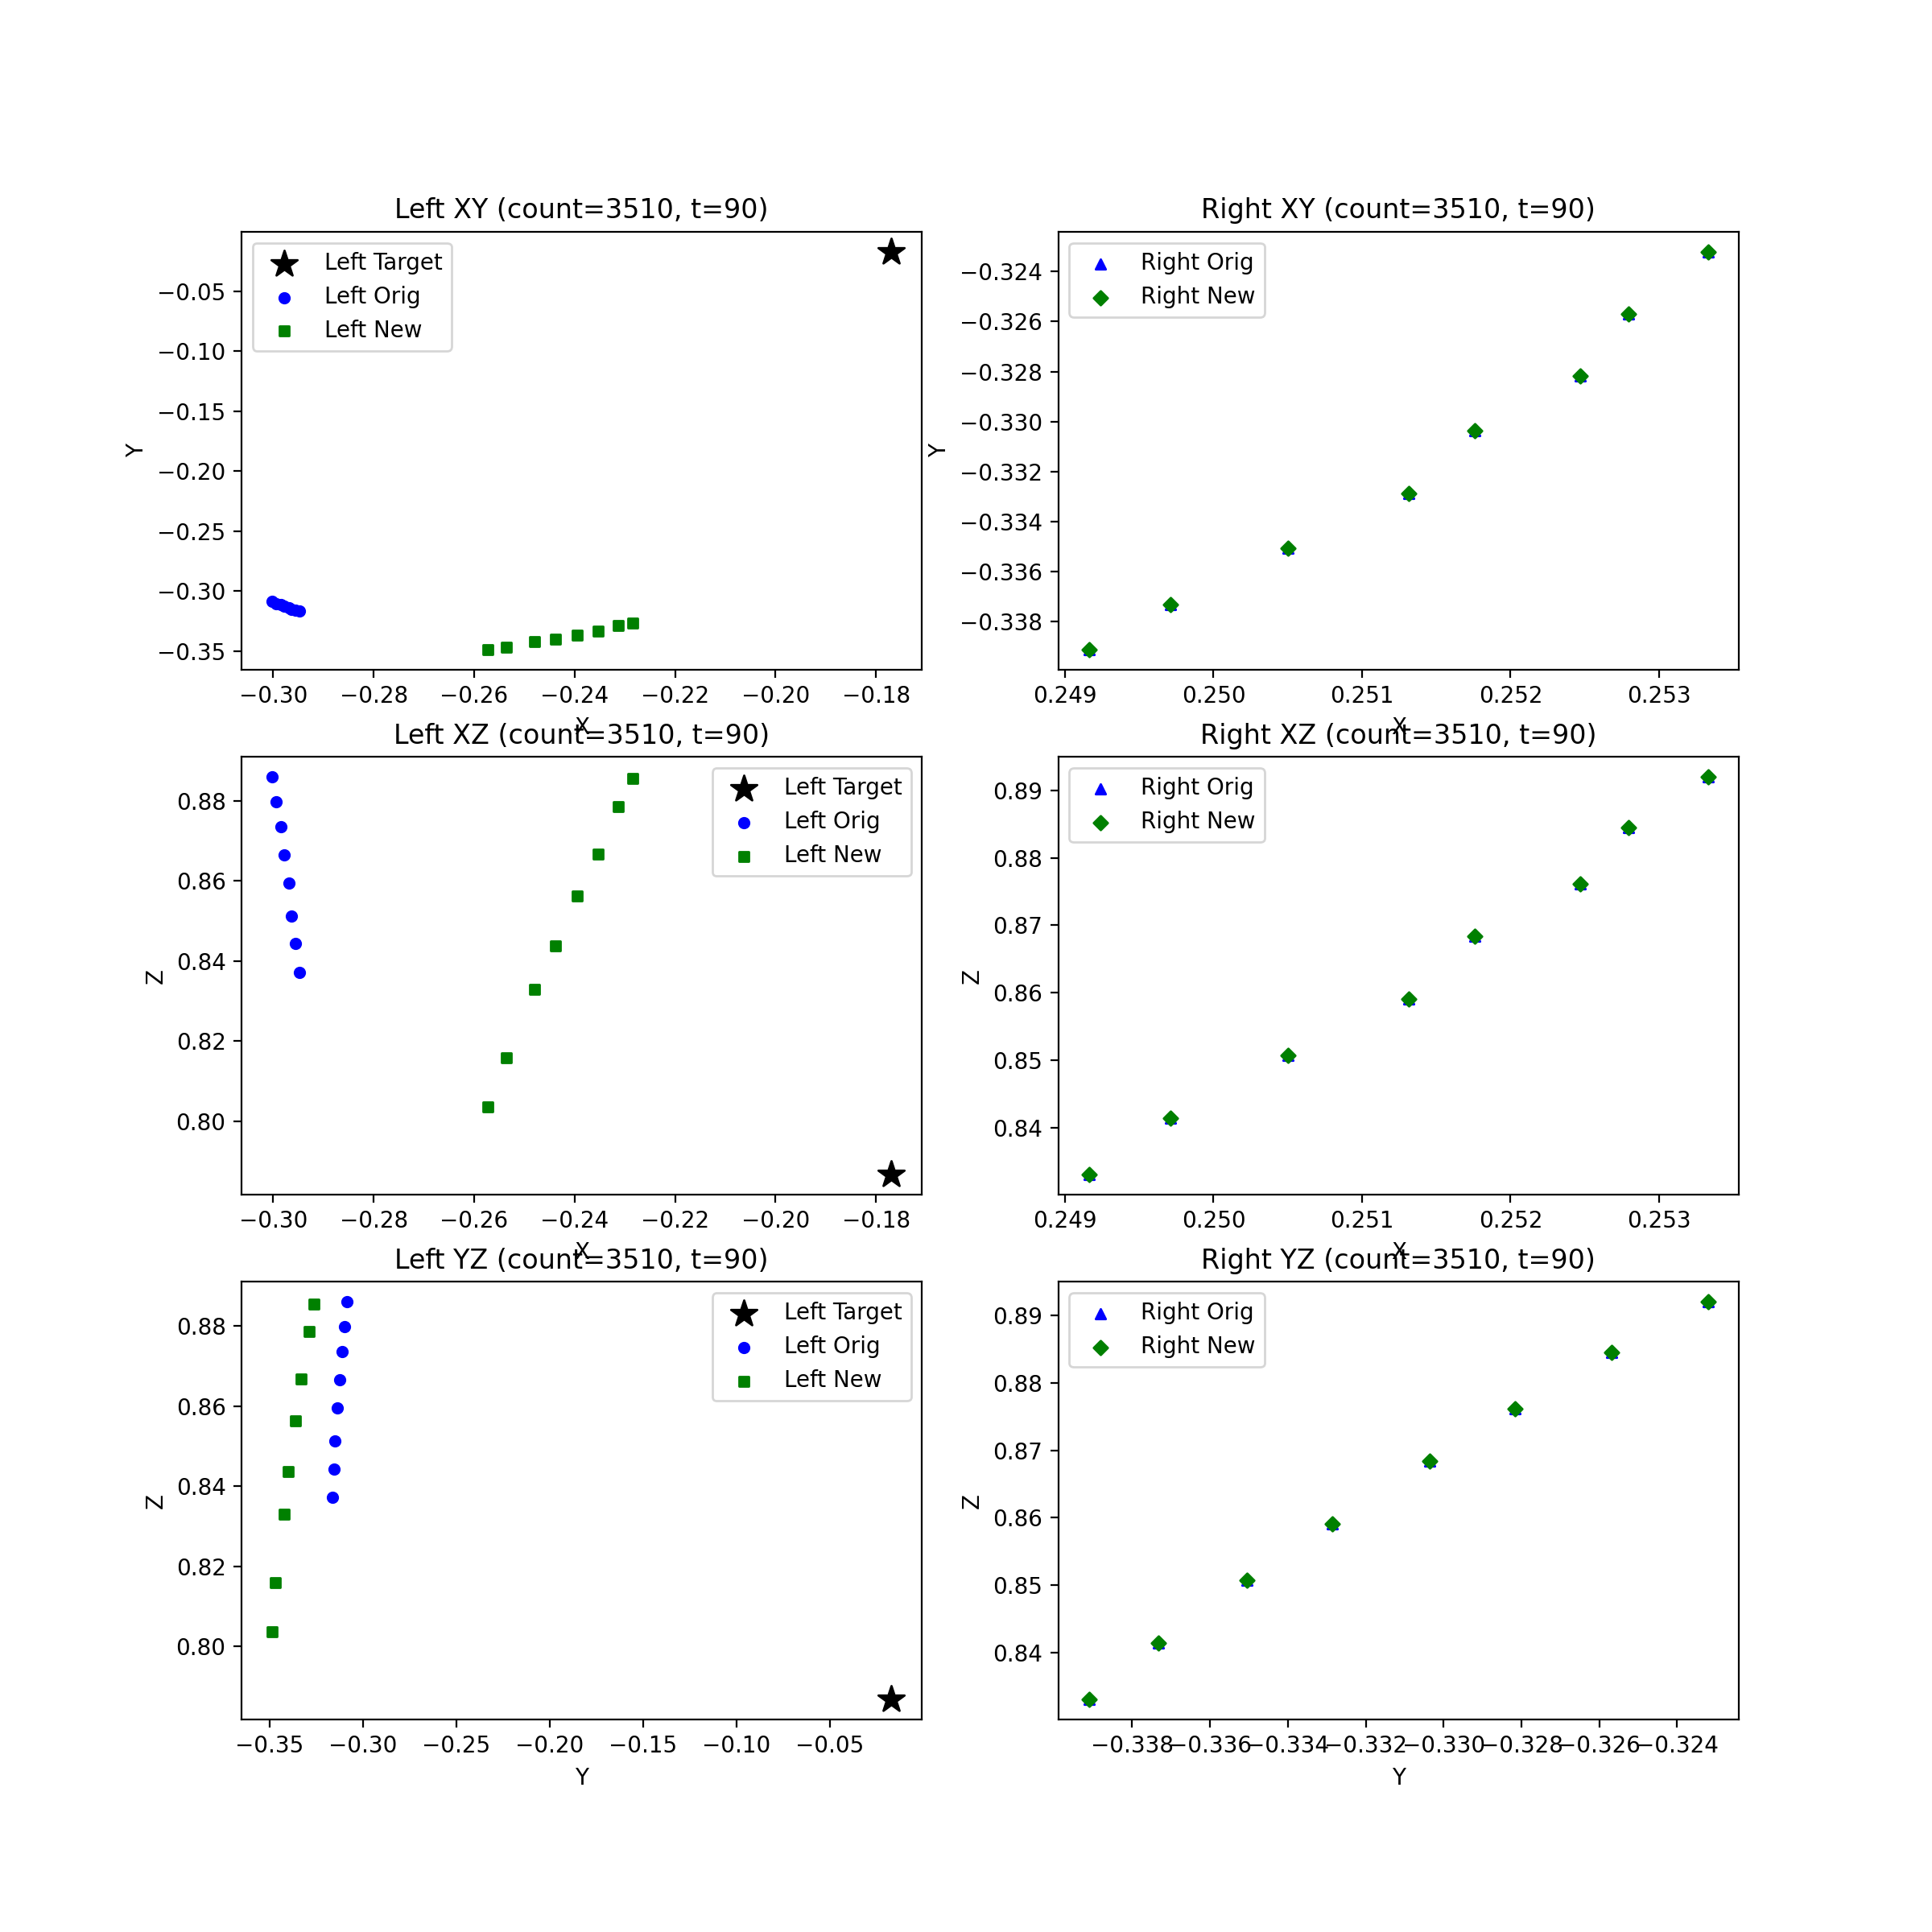 Left XY (count=3510, t=90)
Left Target
Left Orig
Left New
−0.05
−0.10
−0.15
−0.20
−0.25
−0.30
−0.35
Y
−0.30 −0.28 −0.26 −0.24 −0.22 −0.20 −0.18
X
Right XY (count=3510, t=90)
Right Orig
Right New
−0.324
−0.326
−0.328
−0.330
−0.332
−0.334
−0.336
−0.338
Y
0.249 0.250 0.251 0.252 0.253
X
Left XZ (count=3510, t=90)
Left Target
Left Orig
Left New
0.88
0.86
0.84
0.82
0.80
Z
−0.30 −0.28 −0.26 −0.24 −0.22 −0.20 −0.18
X
Right XZ (count=3510, t=90)
Right Orig
Right New
0.89
0.88
0.87
0.86
0.85
0.84
Z
0.249 0.250 0.251 0.252 0.253
X
Left YZ (count=3510, t=90)
Left Target
Left Orig
Left New
0.88
0.86
0.84
0.82
0.80
Z
−0.35 −0.30 −0.25 −0.20 −0.15 −0.10 −0.05
Y
Right YZ (count=3510, t=90)
Right Orig
Right New
0.89
0.88
0.87
0.86
0.85
0.84
Z
−0.338 −0.336 −0.334 −0.332 −0.330 −0.328 −0.326 −0.324
Y